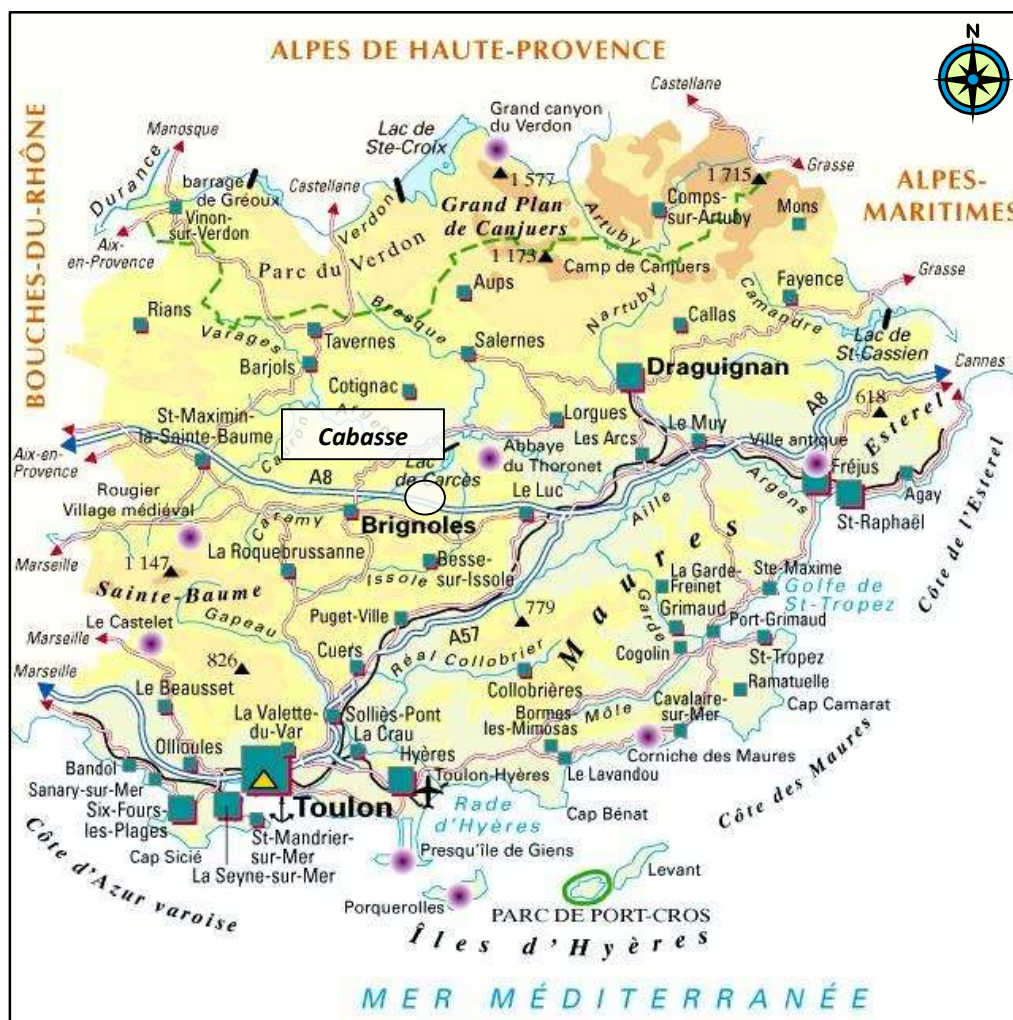 N
ALPES DE HAUTE-PROVENCE
BOUCHES-DU-RHÔNE
ALPES-
MARITIMES
Castellane
Grand canyon
du Verdon
Lac de
Ste-Croix
Manosque
Grasse
Durance
barrage
de Gréoux
Castellane
1 577
1 715
Comps-
sur-Artuby
Mons
Vinon-
sur-Verdon
Verdon
Grand Plan
de Canjuers
Artuby
Aix-
en-Provence
Parc du Verdon
1 173
Camp de Canjuers
Grasse
Aups
Fayence
Rians
Bresque
Nartuby
Camandre
Varages
Tavernes
Callas
Lac de
St-Cassien
Salernes
Barjols
Draguignan
Cannes
Cotignac
A8
618
St-Maximin-
la-Sainte-Baume
Cabasse
Lorgues
Les Arcs
Le Muy
Esterel
Ville antique
Aix-en-
Provence
Abbaye
du Thoronet
Fréjus
A8
Lac
Le Luc
Argens
Agay
Rougier
Village médiéval
Brignoles
Aille
St-Raphaël
Côte de l'Esterel
Caramy
Marseille
La Roquebrussanne
Besse-
sur-Issole
Issole
1 147
Sainte-Baume
Maures
La Garde-
Freinet
Ste-Maxime
Golfe de
St-Tropez
Gapeau
Puget-Ville
779
Garde
Grimaud
Port-Grimaud
Le Castelet
Marseille
A57
Réal Collobrier
Cogolin
St-Tropez
826
Cuers
Marseille
Collobrières
Ramatuelle
Le Beausset
Cap Camarat
La Valette-
du-Var
Solliès-Pont
La Crau
Bormes-
les-Mimosas
Môle
Cavalaire-
sur-Mer
Ollioules
Hyères
Corniche des Maures
Bandol
Toulon-Hyères
Le Lavandou
Côte des Maures
Sanary-sur-Mer
Six-Fours-
les-Plages
Toulon
Rade
d'Hyères
Cap Bénat
St-Mandrier-
sur-Mer
Cap Sicié
La Seyne-sur-Mer
Presqu'île de Giens
Levant
Côte d'Azur varoise
Porquerolles
PARC DE PORT-CROS
Îles d'Hyères
MER MÉDITERRANÉE